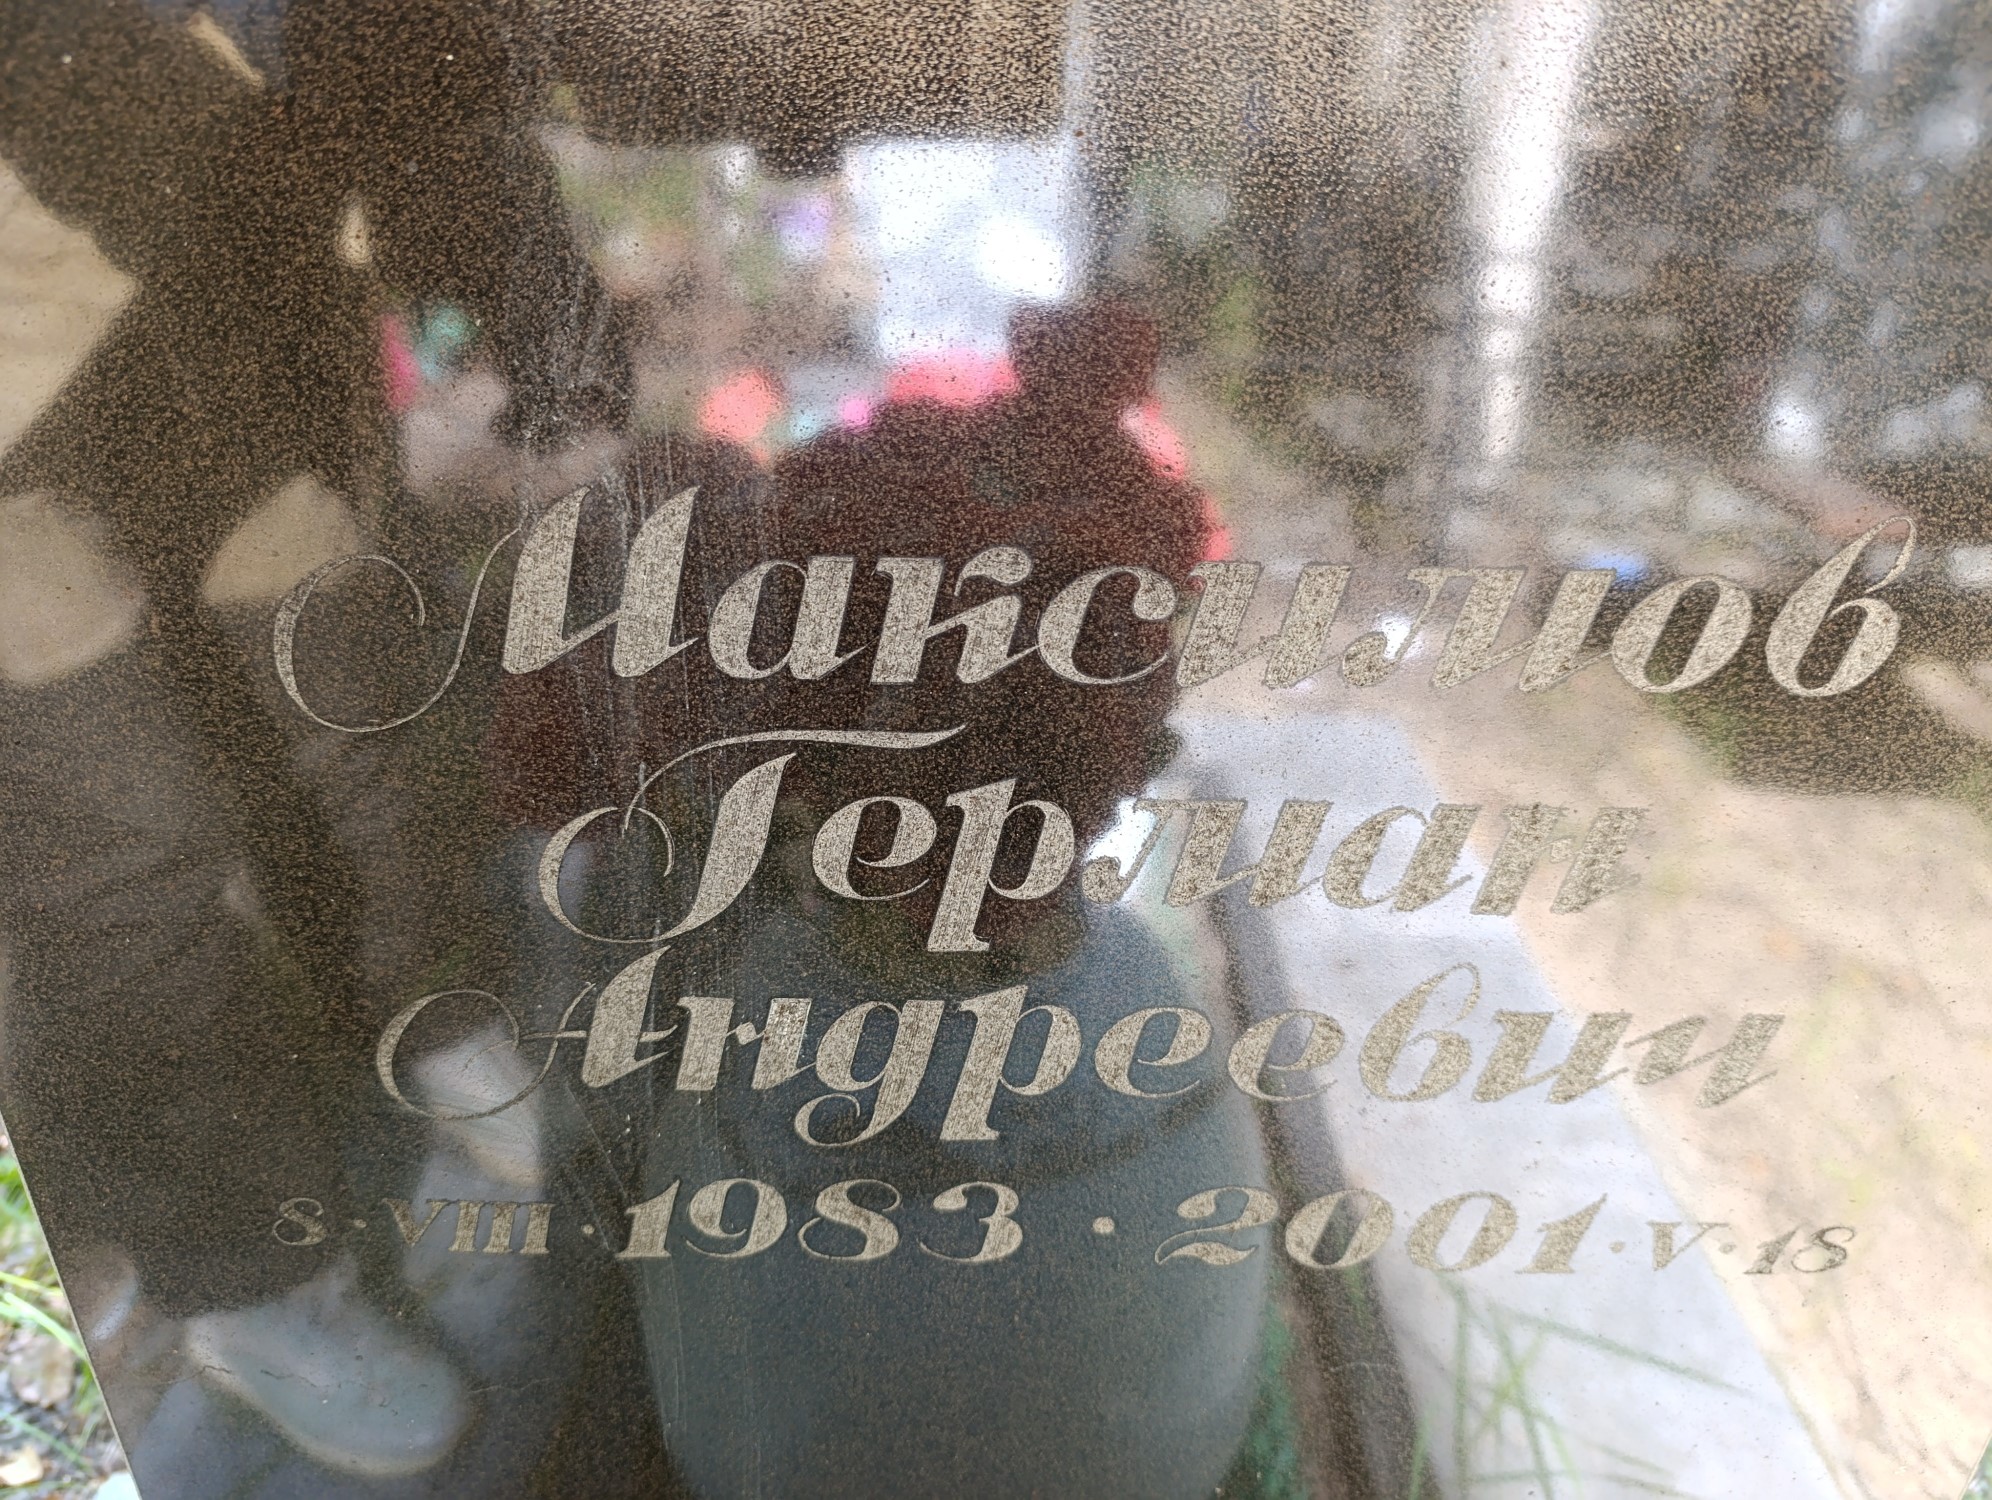 Максимов
Герман
Андреевич
8·VIII·1983·2001·V·18